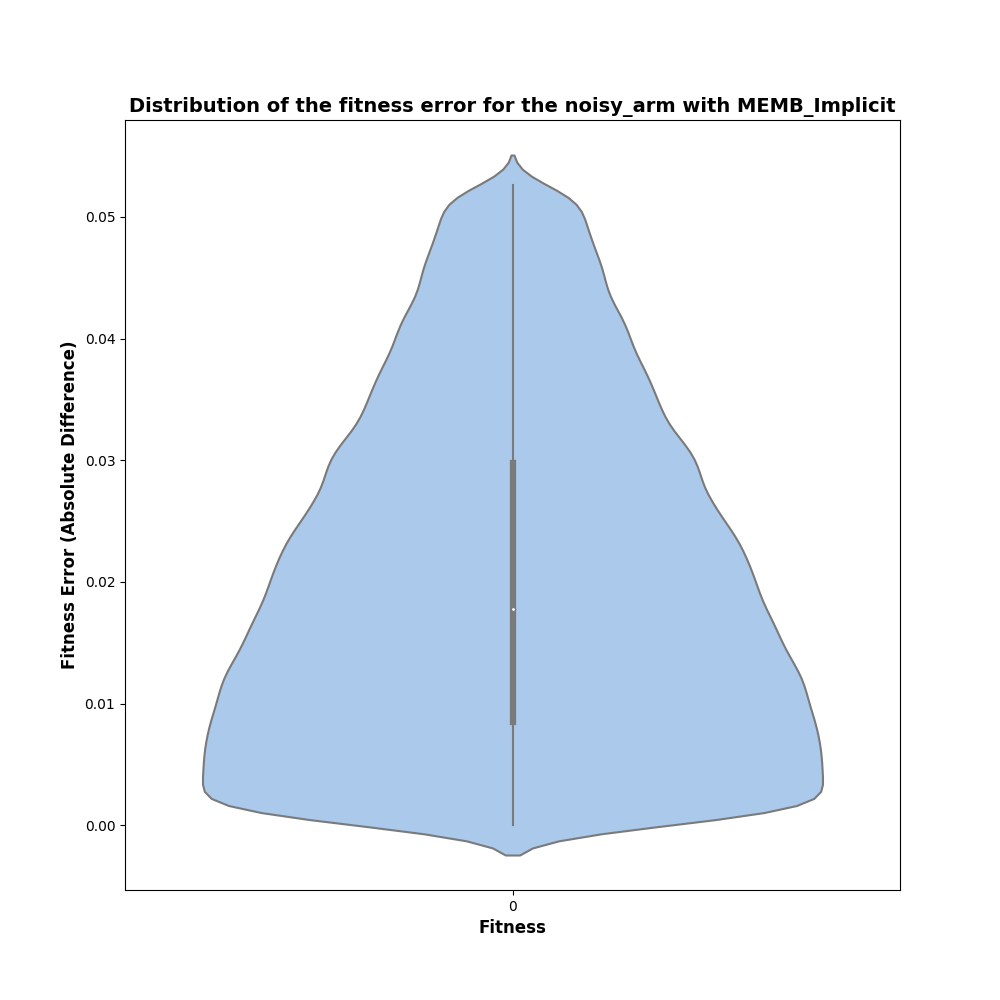 Distribution of the fitness error for the noisy_arm with MEMB_Implicit
Fitness Error (Absolute Difference)
0.05
0.04
0.03
0.02
0.01
0.00
0
Fitness